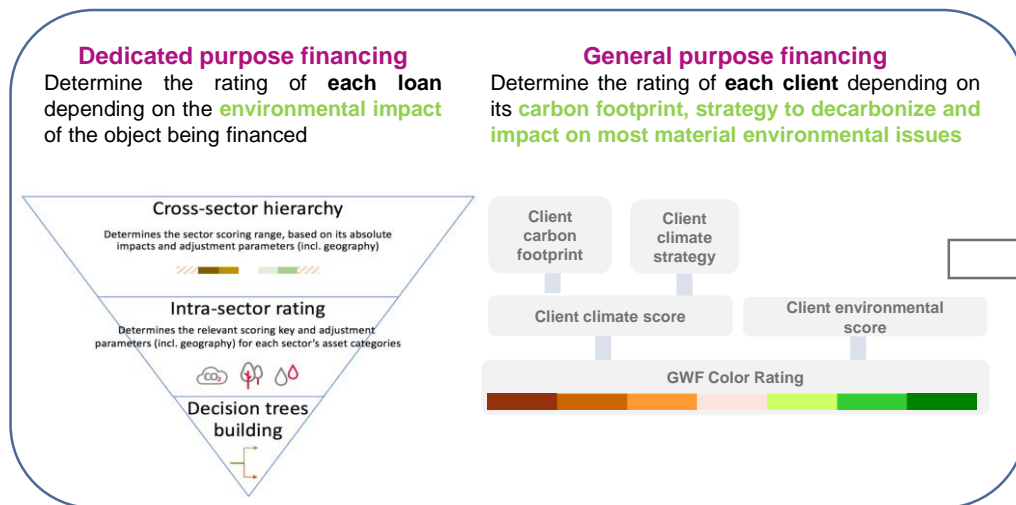 Dedicated purpose financing
Determine the rating of each loan
depending on the environmental impact
of the object being financed
General purpose financing
Determine the rating of each client depending on
its carbon footprint, strategy to decarbonize and
impact on most material environmental issues
Cross-sector hierarchy
Determines the sector scoring range, based on its absolute
impacts and adjustment parameters (incl. geography)
Intra-sector rating
Determines the relevant scoring key and adjustment
parameters (incl. geography) for each sector's asset categories
CO2
Decision trees
building
Client
carbon
footprint
Client
climate
strategy
Client climate score
Client environmental
score
GWF Color Rating